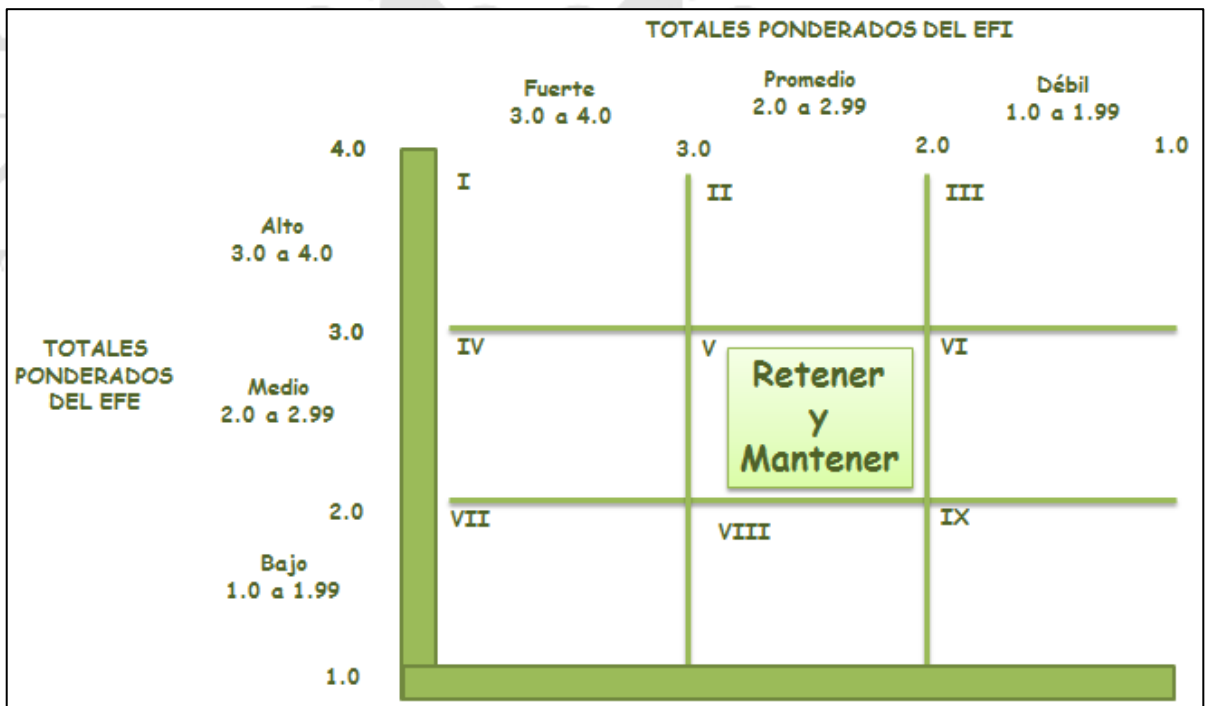 TOTALES PONDERADOS DEL EFI
Fuerte
3.0 a 4.0
Promedio
2.0 a 2.99
Débil
1.0 a 1.99
4.0
3.0
2.0
1.0
I
II
III
Alto
3.0 a 4.0
3.0
IV
V
VI
TOTALES
PONDERADOS
DEL EFE
Medio
2.0 a 2.99
Retener
y
Mantener
2.0
VII
VIII
IX
Bajo
1.0 a 1.99
1.0